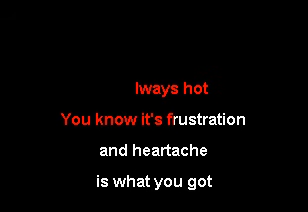 lways hot
You know it's frustration
and heartache
is what you got